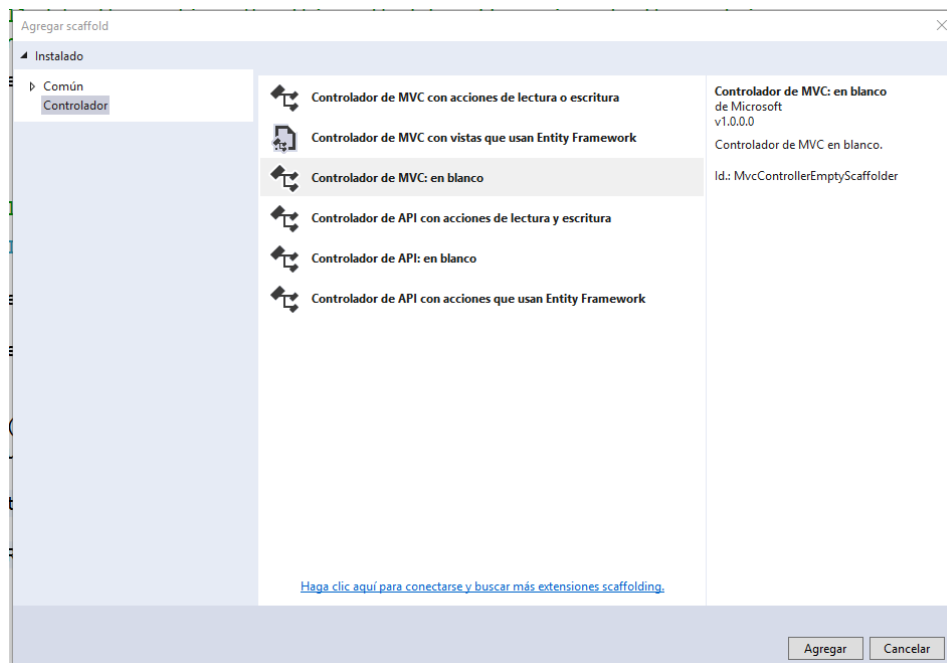 Agregar scaffold
Instalado
Común
Controlador
Controlador de MVC con acciones de lectura o escritura
Controlador de MVC con vistas que usan Entity Framework
Controlador de MVC: en blanco
Controlador de API con acciones de lectura y escritura
Controlador de API: en blanco
Controlador de API con acciones que usan Entity Framework
Haga clic aquí para conectarse y buscar más extensiones scaffolding.
Controlador de MVC: en blanco
de Microsoft
v1.0.0.0
Controlador de MVC en blanco.
Id.: MvcControllerEmptyScaffolder
Agregar
Cancelar